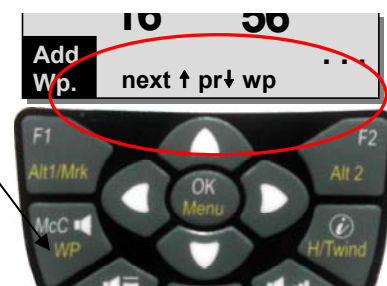 16 56
Add ...
Wp. next ↑ pr↓ wp
F1 F2
Alt1/Mrk OK Alt 2
Menu
McC i
WP H/Twind